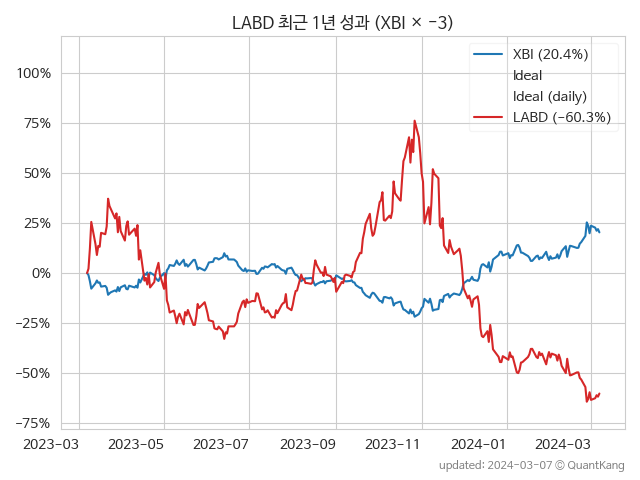 LABD 최근 1년 성과 (XBI × -3)
XBI (20.4%)
Ideal
Ideal (daily)
LABD (-60.3%)
100%
75%
50%
25%
0%
-25%
-50%
-75%
2023-03 2023-05 2023-07 2023-09 2023-11 2024-01 2024-03
updated: 2024-03-07 © QuantKang